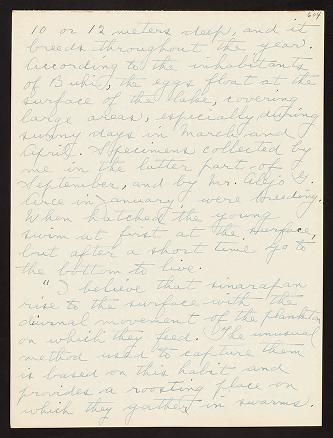 604
10 or 12 meters deep, and it
breeds throughout the year.
According to the inhabitants
of Buhi, the eggs float at the
surface of the lake, covering
large areas, especially during
sunny days in March and
April. Specimens collected by
me in the latter part of
September, and by Mr. Alejo G.
Arce in January were breeding.
When hatched the young
swim at first at the surface,
but after a short time go to
the bottom to live.
"I believe that sinarapan
rise to the surface with the
diurnal movement of the plankton
on which they feed. The unusual
method used to capture them
is based on this habit and
provides a roosting place on
which they gather in swarms.